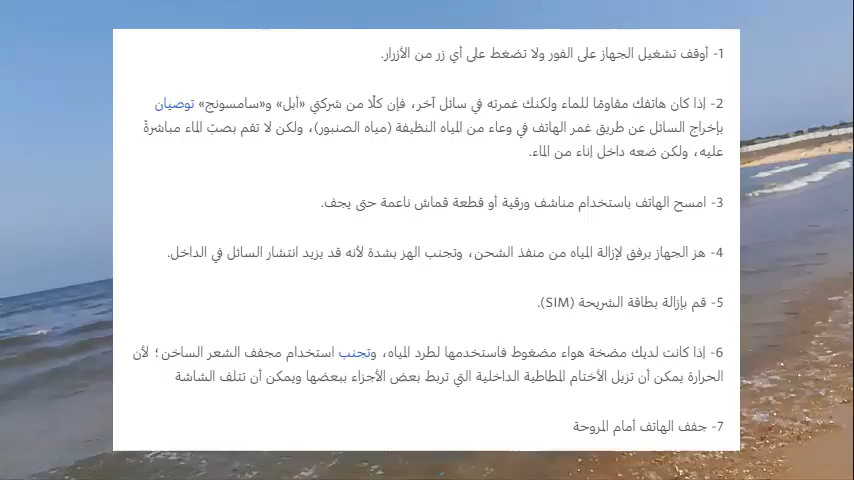 1- أوقف تشغيل الجهاز على الفور ولا تضغط على أي زر من الأزرار.
2- إذا كان هاتفك مقاومًا للماء ولكنك غمرته في سائل آخر، فإن كلًا من شركتي «أبل» و«سامسونج» توصيان
بإخراج السائل عن طريق غمر الهاتف في وعاء من المياه النظيفة (مياه الصنبور)، ولكن لا تقم بصبّ الماء مباشرةً
عليه، ولكن ضعه داخل إناء من الماء.
3- امسح الهاتف باستخدام مناشف ورقية أو قطعة قماش ناعمة حتى يجف.
4- هز الجهاز برفق لإزالة المياه من منفذ الشحن، وتجنب الهز بشدة لأنه قد يزيد انتشار السائل في الداخل.
5- قم بإزالة بطاقة الشريحة (SIM).
6- إذا كانت لديك مضخة هواء مضغوط فاستخدمها لطرد المياه، وتجنب استخدام مجفف الشعر الساخن؛ لأن
الحرارة يمكن أن تزيل الأختام المطاطية الداخلية التي تربط بعض الأجزاء ببعضها ويمكن أن تتلف الشاشة
7- جفف الهاتف أمام المروحة